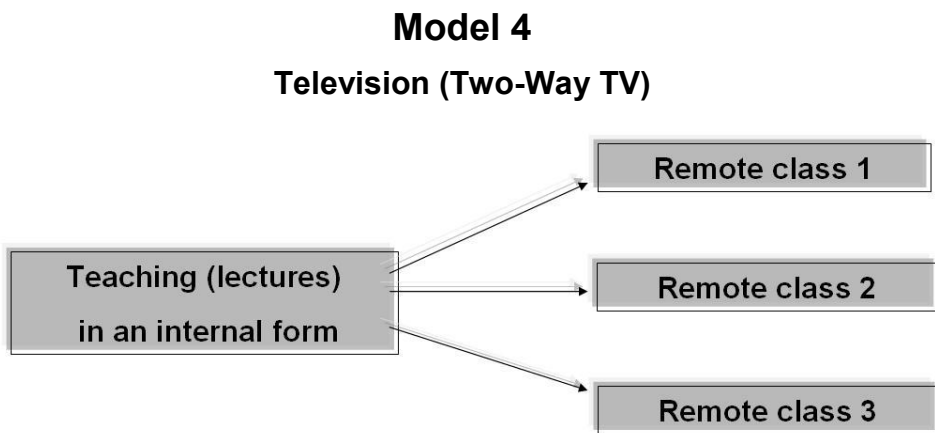 Model 4
Television (Two-Way TV)
Remote class 1
Teaching (lectures)
in an internal form
Remote class 2
Remote class 3